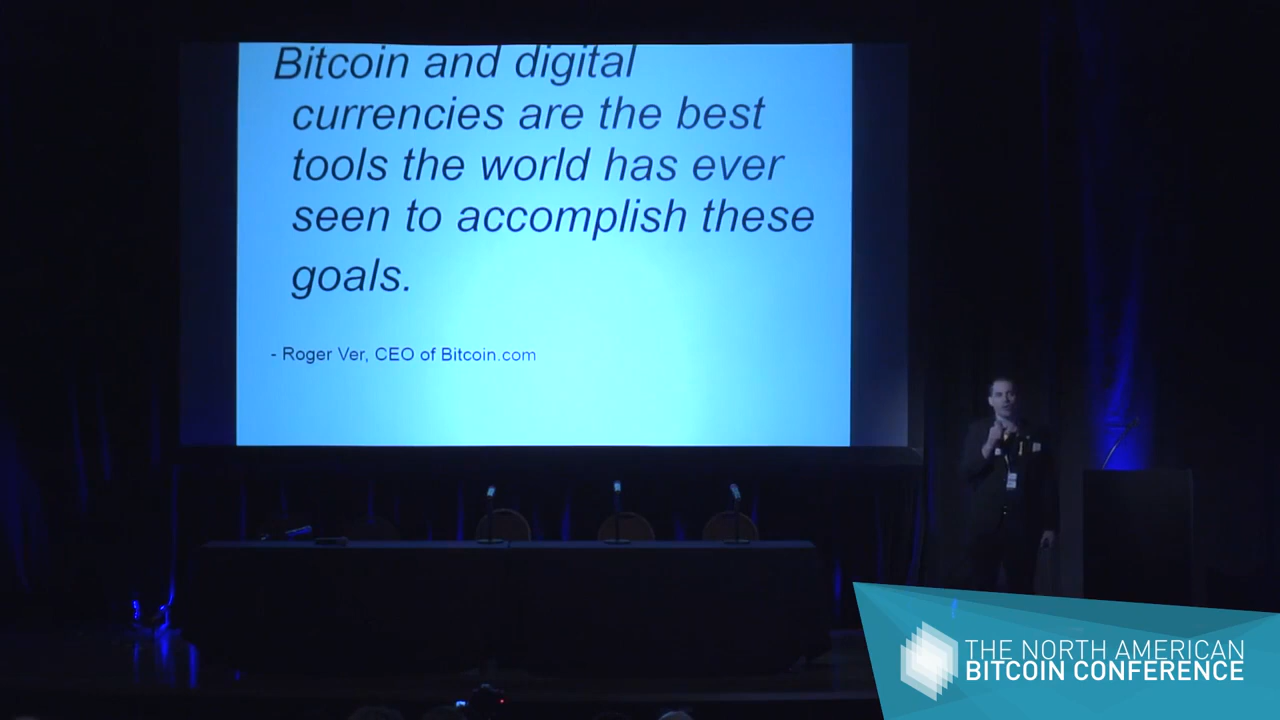 Bitcoin and digital
currencies are the best
tools the world has ever
seen to accomplish these
goals.
- Roger Ver, CEO of Bitcoin.com
THE NORTH AMERICAN
BITCOIN CONFERENCE